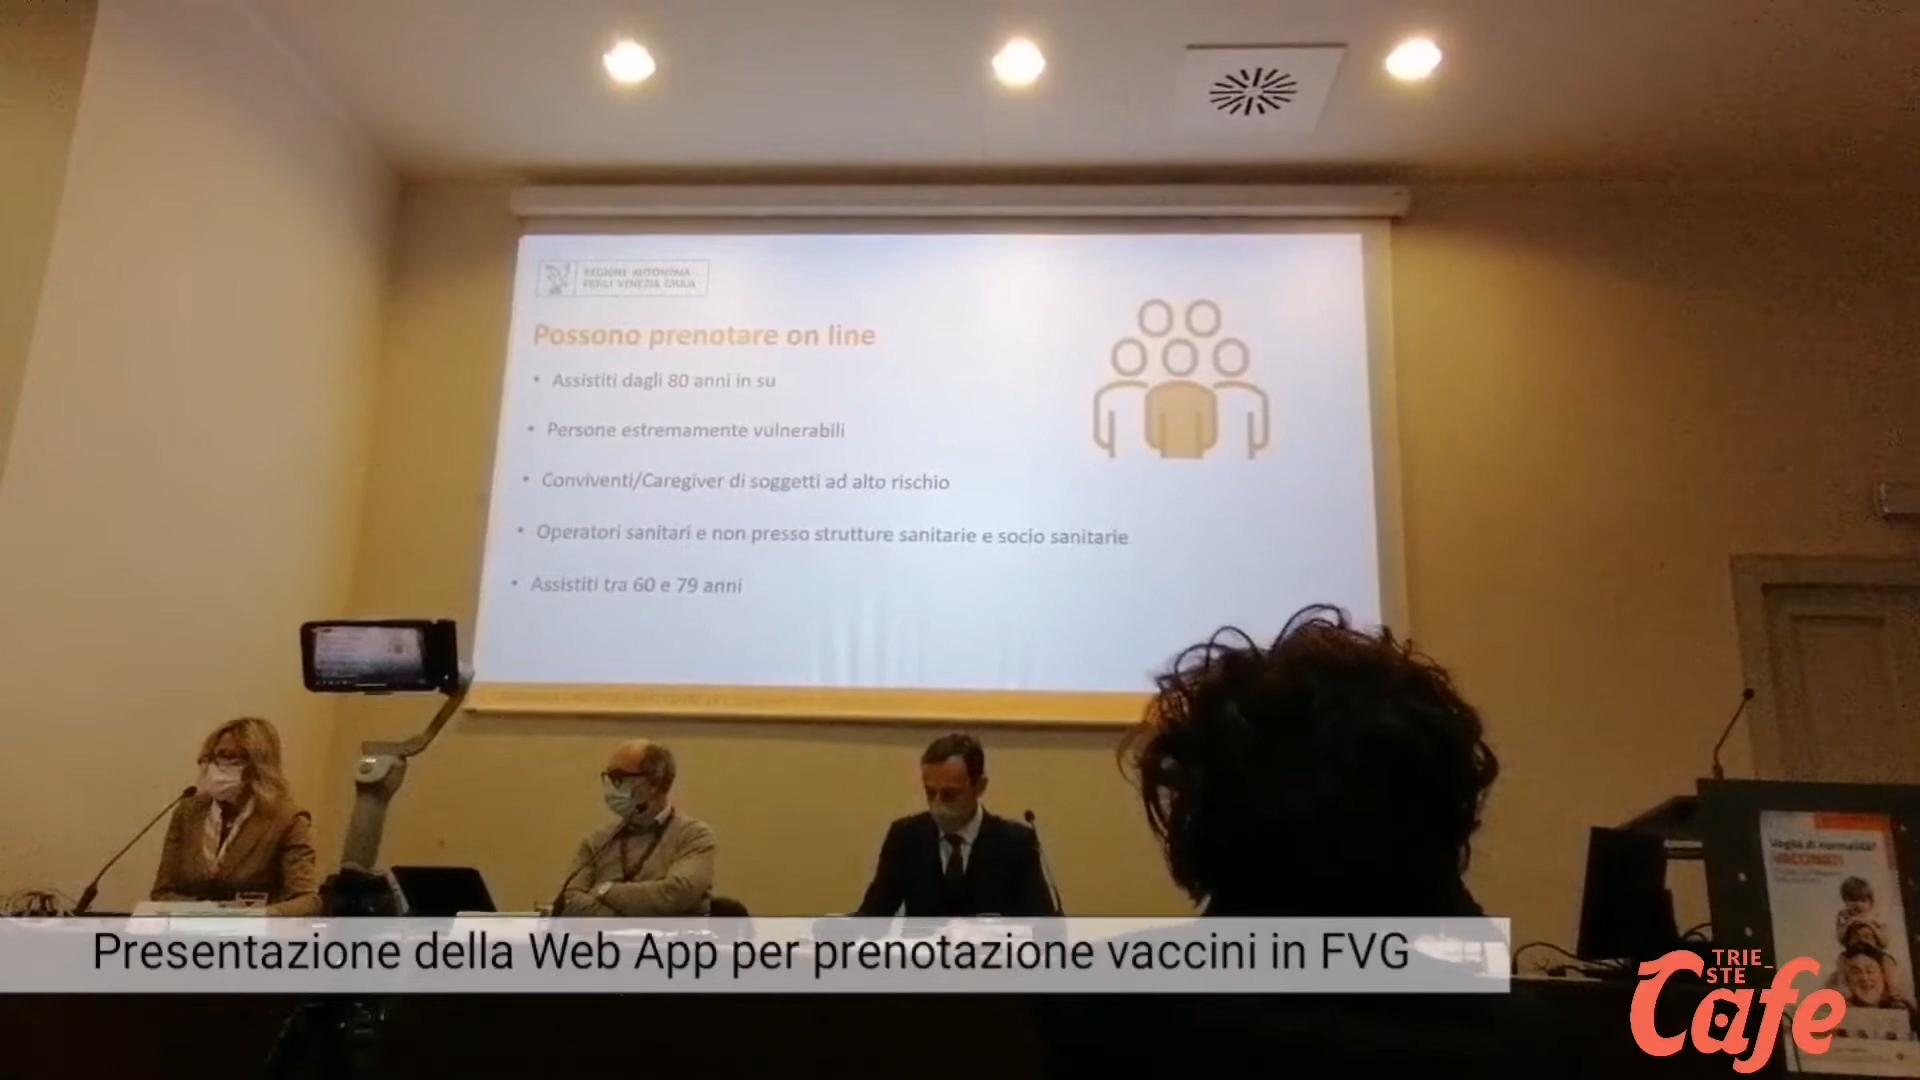 REGIONE AUTONOMA
FRIULI VENEZIA GIULIA
Possono prenotare on line
• Assistiti dagli 80 anni in su
• Persone estremamente vulnerabili
• Conviventi/Caregiver di soggetti ad alto rischio
• Operatori sanitari e non presso strutture sanitarie e socio sanitarie
• Assistiti tra 60 e 79 anni
Voglia di normalità?
VACCINATI
Presentazione della Web App per prenotazione vaccini in FVG
TRIE_
STE
Cafe